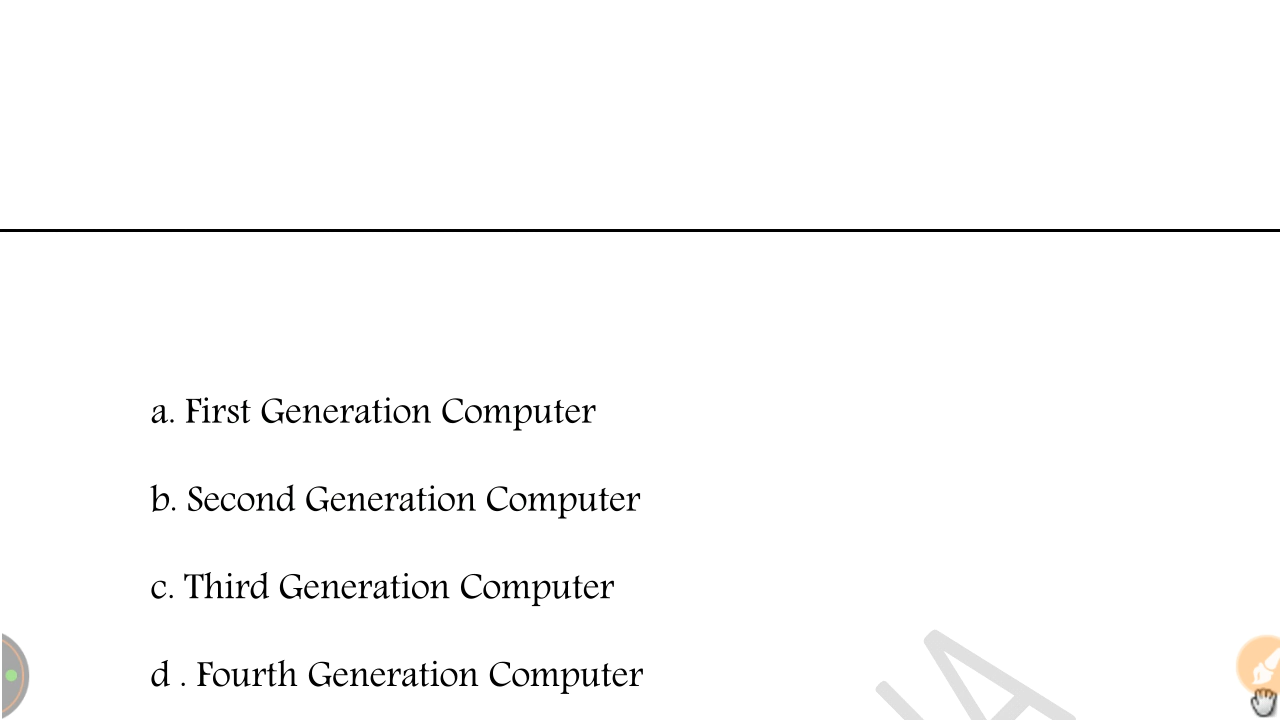 a. First Generation Computer
b. Second Generation Computer
c. Third Generation Computer
d . Fourth Generation Computer